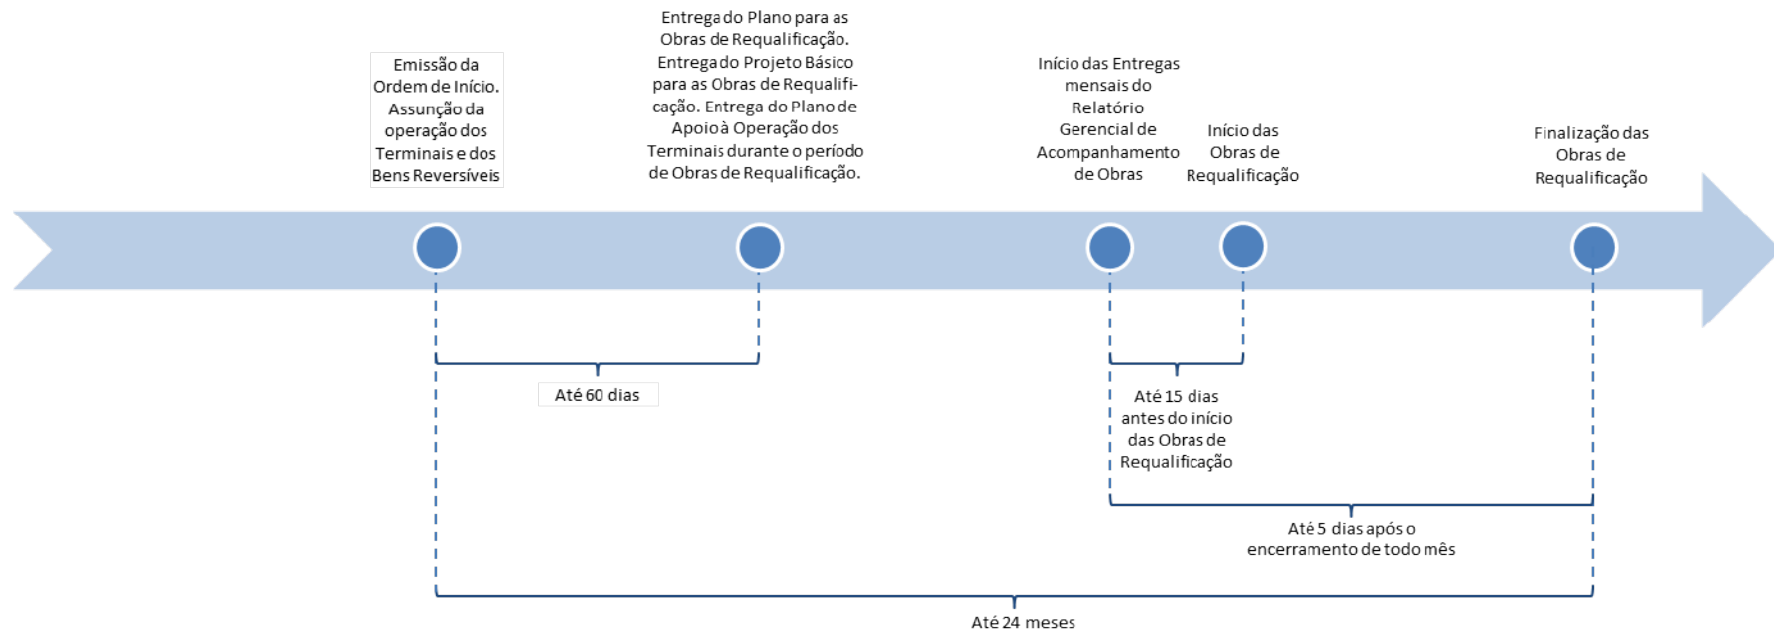 Emissão da
Ordem de Início.
Assunção da
operação dos
Terminais e dos
Bens Reversíveis
Entrega do Plano para as
Obras de Requalificação.
Entrega do Projeto Básico
para as Obras de Requalifi-
cação. Entrega do Plano de
Apoio à Operação dos
Terminais durante o período
de Obras de Requalificação.
Início das Entregas
mensais do
Relatório
Gerencial de
Acompanhamento
de Obras
Início das
Obras de
Requalificação
Finalização das
Obras de
Requalificação
Até 60 dias
Até 15 dias
antes do início
das Obras de
Requalificação
Até 5 dias após o
encerramento de todo mês
Até 24 meses